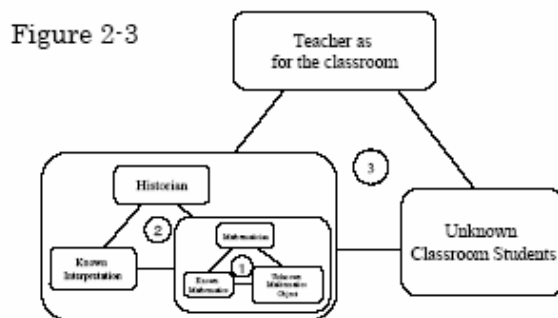 Figure 2-3
Teacher as
for the classroom
3
Historian
2
Mathematician
Known
Interpretation
1
Known
Mathematics
Unknown
Mathematics
Object
Unknown
Classroom Students